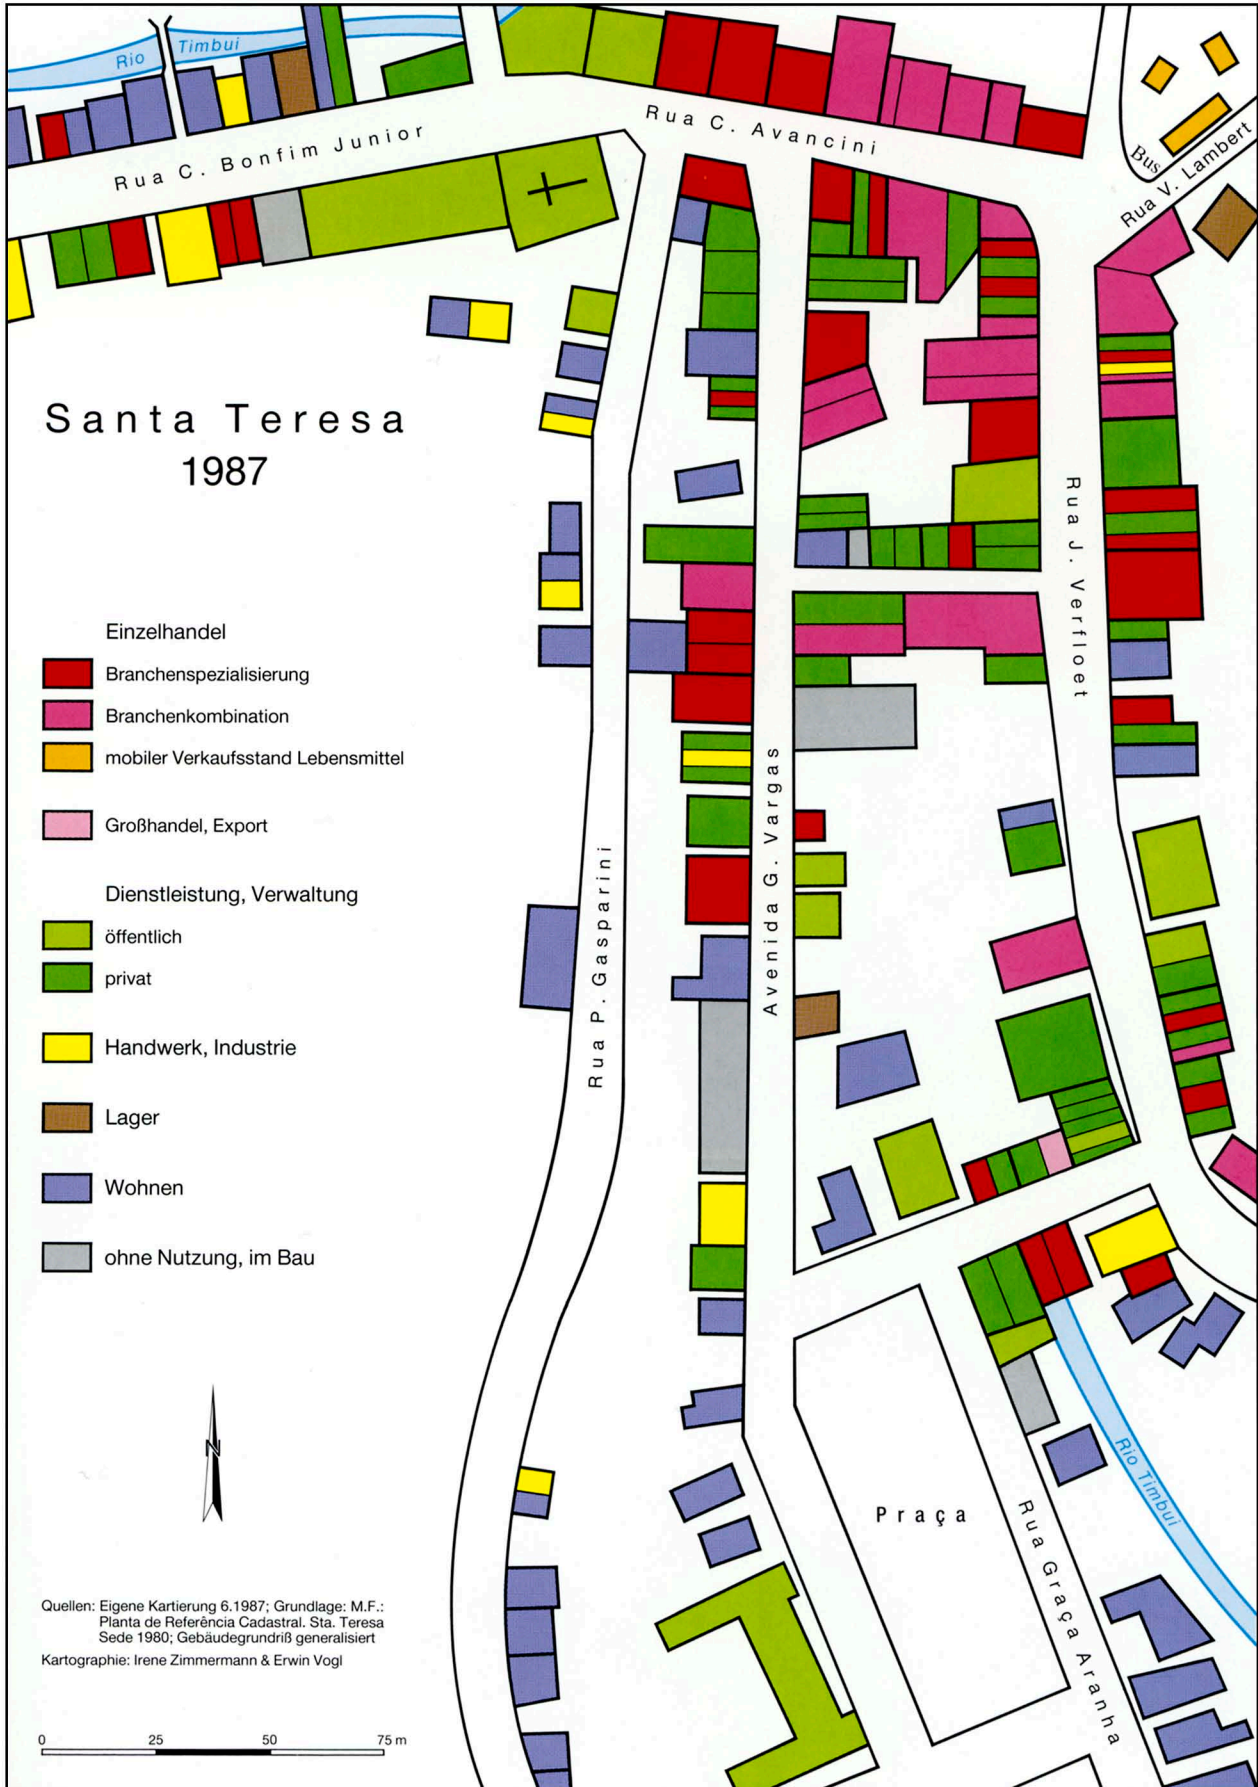 Rio Timbui
Rua C. Bonfim Junior
Rua C. Avancini
Bus
Rua V. Lambert
Santa Teresa
1987
Rua J. Verfloet
Einzelhandel
Branchenspezialisierung
Branchenkombination
mobiler Verkaufsstand Lebensmittel
Großhandel, Export
Dienstleistung, Verwaltung
öffentlich
privat
Handwerk, Industrie
Lager
Wohnen
ohne Nutzung, im Bau
Rua P. Gasparini
Avenida G. Vargas
N
Praça
Rua Graça Aranha
Rio Timbui
Quellen: Eigene Kartierung 6.1987; Grundlage: M.F.:
Planta de Referência Cadastral. Sta. Teresa
Sede 1980; Gebäudegrundriß generalisiert
Kartographie: Irene Zimmermann & Erwin Vogl
0 25 50 75 m